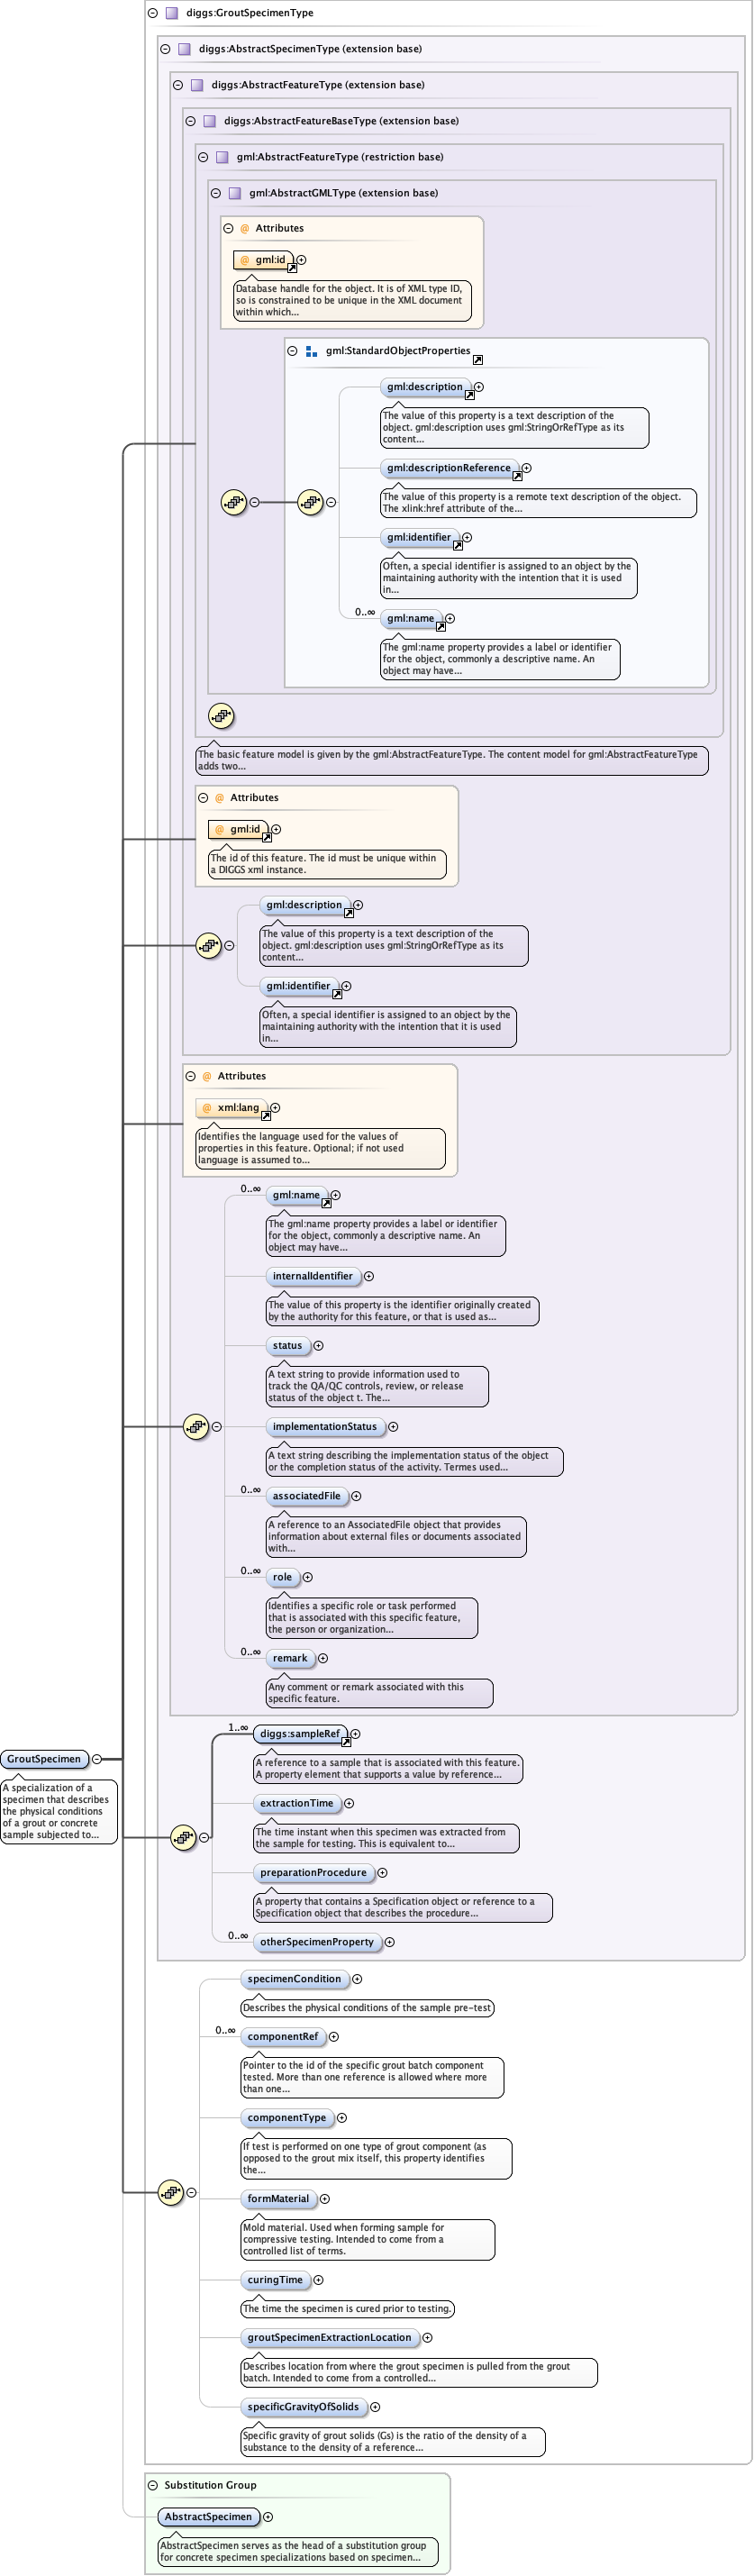 diggs:GroutSpecimenType
diggs:AbstractSpecimenType (extension base)
diggs:AbstractFeatureType (extension base)
diggs:AbstractFeatureBaseType (extension base)
gml:AbstractFeatureType (restriction base)
gml:AbstractGMLType (extension base)
@ Attributes
@ gml:id
Database handle for the object. It is of XML type ID,
so is constrained to be unique in the XML document
within which...
gml:StandardObjectProperties
gml:description
The value of this property is a text description of the
object. gml:description uses gml:StringOrRefType as its
content...
gml:descriptionReference
The value of this property is a remote text description of the object.
The xlink:href attribute of the...
gml:identifier
Often, a special identifier is assigned to an object by the
maintaining authority with the intention that it is used
in...
0..∞
gml:name
The gml:name property provides a label or identifier
for the object, commonly a descriptive name. An
object may have...
The basic feature model is given by the gml:AbstractFeatureType. The content model for gml:AbstractFeatureType
adds two...
@ Attributes
@ gml:id
The id of this feature. The id must be unique within
a DIGGS xml instance.
gml:description
The value of this property is a text description of the
object. gml:description uses gml:StringOrRefType as its
content...
gml:identifier
Often, a special identifier is assigned to an object by the
maintaining authority with the intention that it is used
in...
@ Attributes
@ xml:lang
Identifies the language used for the values of
properties in this feature. Optional; if not used
language is assumed to...
0..∞
gml:name
The gml:name property provides a label or identifier
for the object, commonly a descriptive name. An
object may have...
internalIdentifier
The value of this property is the identifier originally created
by the authority for this feature, or that is used as...
status
A text string to provide information used to
track the QA/QC controls, review, or release
status of the object t. The...
implementationStatus
A text string describing the implementation status of the object
or the completion status of the activity. Termes used...
0..∞
associatedFile
A reference to an AssociatedFile object that provides
information about external files or documents associated
with...
0..∞
role
Identifies a specific role or task performed
that is associated with this specific feature,
the person or organization...
0..∞
remark
Any comment or remark associated with this
specific feature.
1..∞
diggs:sampleRef
A reference to a sample that is associated with this feature.
A property element that supports a value by reference...
GroutSpecimen
A specialization of a
specimen that describes
the physical conditions
of a grout or concrete
sample subjected to...
extractionTime
The time instant when this specimen was extracted from
the sample for testing. This is equivalent to...
preparationProcedure
A property that contains a Specification object or reference to a
Specification object that describes the procedure...
0..∞
otherSpecimenProperty
specimenCondition
Describes the physical conditions of the sample pre-test
0..∞
componentRef
Pointer to the id of the specific grout batch component
tested. More than one reference is allowed where more
than one...
componentType
If test is performed on one type of grout component (as
opposed to the grout mix itself, this property identifies
the...
formMaterial
Mold material. Used when forming sample for
compressive testing. Intended to come from a
controlled list of terms.
curingTime
The time the specimen is cured prior to testing.
groutSpecimenExtractionLocation
Describes location from where the grout specimen is pulled from the grout
batch. Intended to come from a controlled...
specificGravityOfSolids
Specific gravity of grout solids (Gs) is the ratio of the density of a
substance to the density of a reference...
Substitution Group
AbstractSpecimen
AbstractSpecimen serves as the head of a substitution group
for concrete specimen specializations based on specimen...